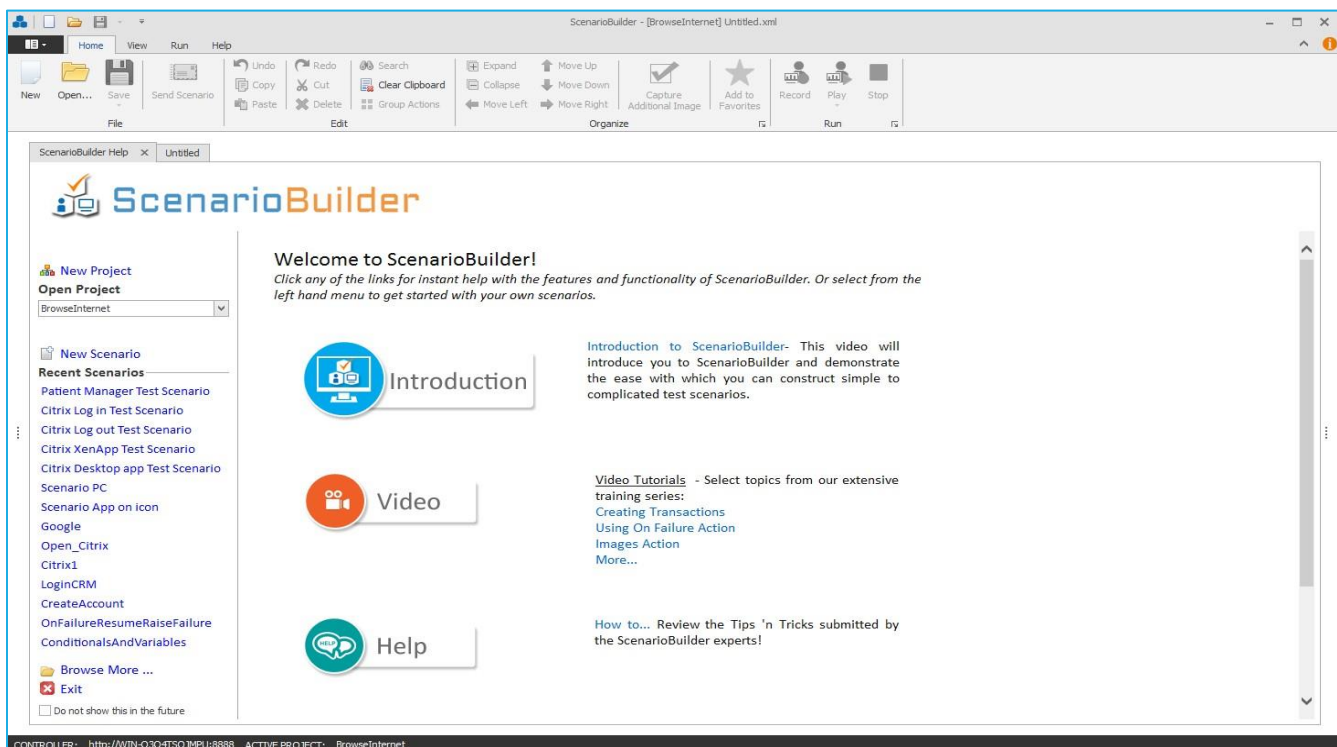 ScenarioBuilder - [BrowseInternet] Untitled.xml
Home View Run Help
New Open... Save Send Scenario
File
Undo Redo Search
Copy Cut Clear Clipboard
Paste Delete Group Actions
Edit
Expand Move Up
Collapse Move Down
Move Left Move Right
Capture
Additional Image
Add to
Favorites
Organize
Record Play Stop
Run
ScenarioBuilder Help Untitled
ScenarioBuilder
New Project
Open Project
BrowseInternet
New Scenario
Recent Scenarios
Patient Manager Test Scenario
Citrix Log in Test Scenario
Citrix Log out Test Scenario
Citrix XenApp Test Scenario
Citrix Desktop app Test Scenario
Scenario PC
Scenario App on icon
Google
Open_Citrix
Citrix1
LoginCRM
CreateAccount
OnFailureResumeRaiseFailure
ConditionalsAndVariables
Browse More ...
Exit
Do not show this in the future
Welcome to ScenarioBuilder!
Click any of the links for instant help with the features and functionality of ScenarioBuilder. Or select from the
left hand menu to get started with your own scenarios.
Introduction
Introduction to ScenarioBuilder- This video will
introduce you to ScenarioBuilder and demonstrate
the ease with which you can construct simple to
complicated test scenarios.
Video
Video Tutorials - Select topics from our extensive
training series:
Creating Transactions
Using On Failure Action
Images Action
More...
HELP
Help
How to... Review the Tips 'n Tricks submitted by
the ScenarioBuilder experts!
CONTROLLER: ACTIVE PROJECT: BrowseInternet